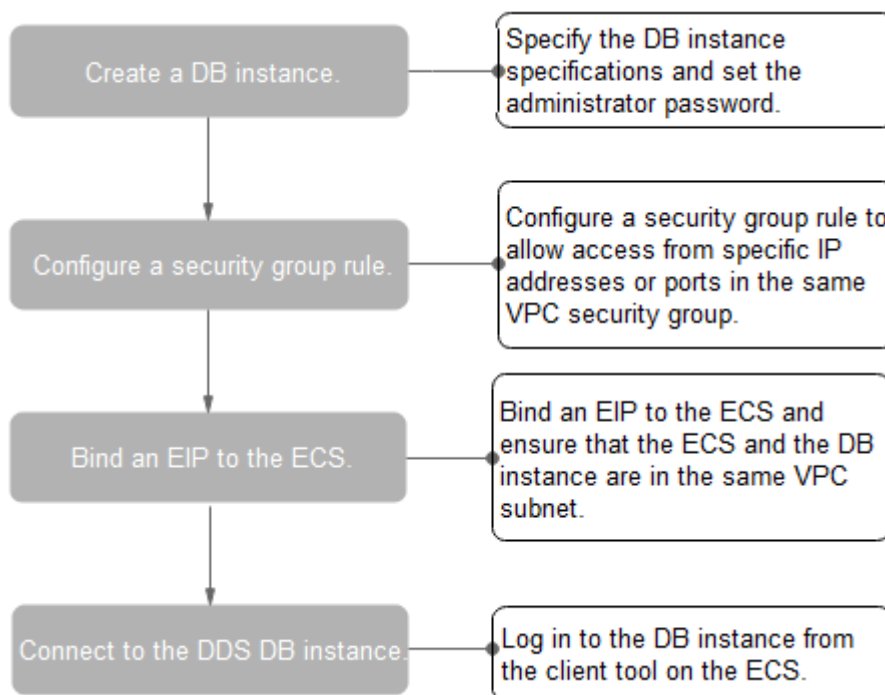 Create a DB instance.
Specify the DB instance
specifications and set the
administrator password.
Configure a security group rule.
Configure a security group rule to
allow access from specific IP
addresses or ports in the same
VPC security group.
Bind an EIP to the ECS.
Bind an EIP to the ECS and
ensure that the ECS and the DB
instance are in the same VPC
subnet.
Connect to the DDS DB instance.
Log in to the DB instance from
the client tool on the ECS.